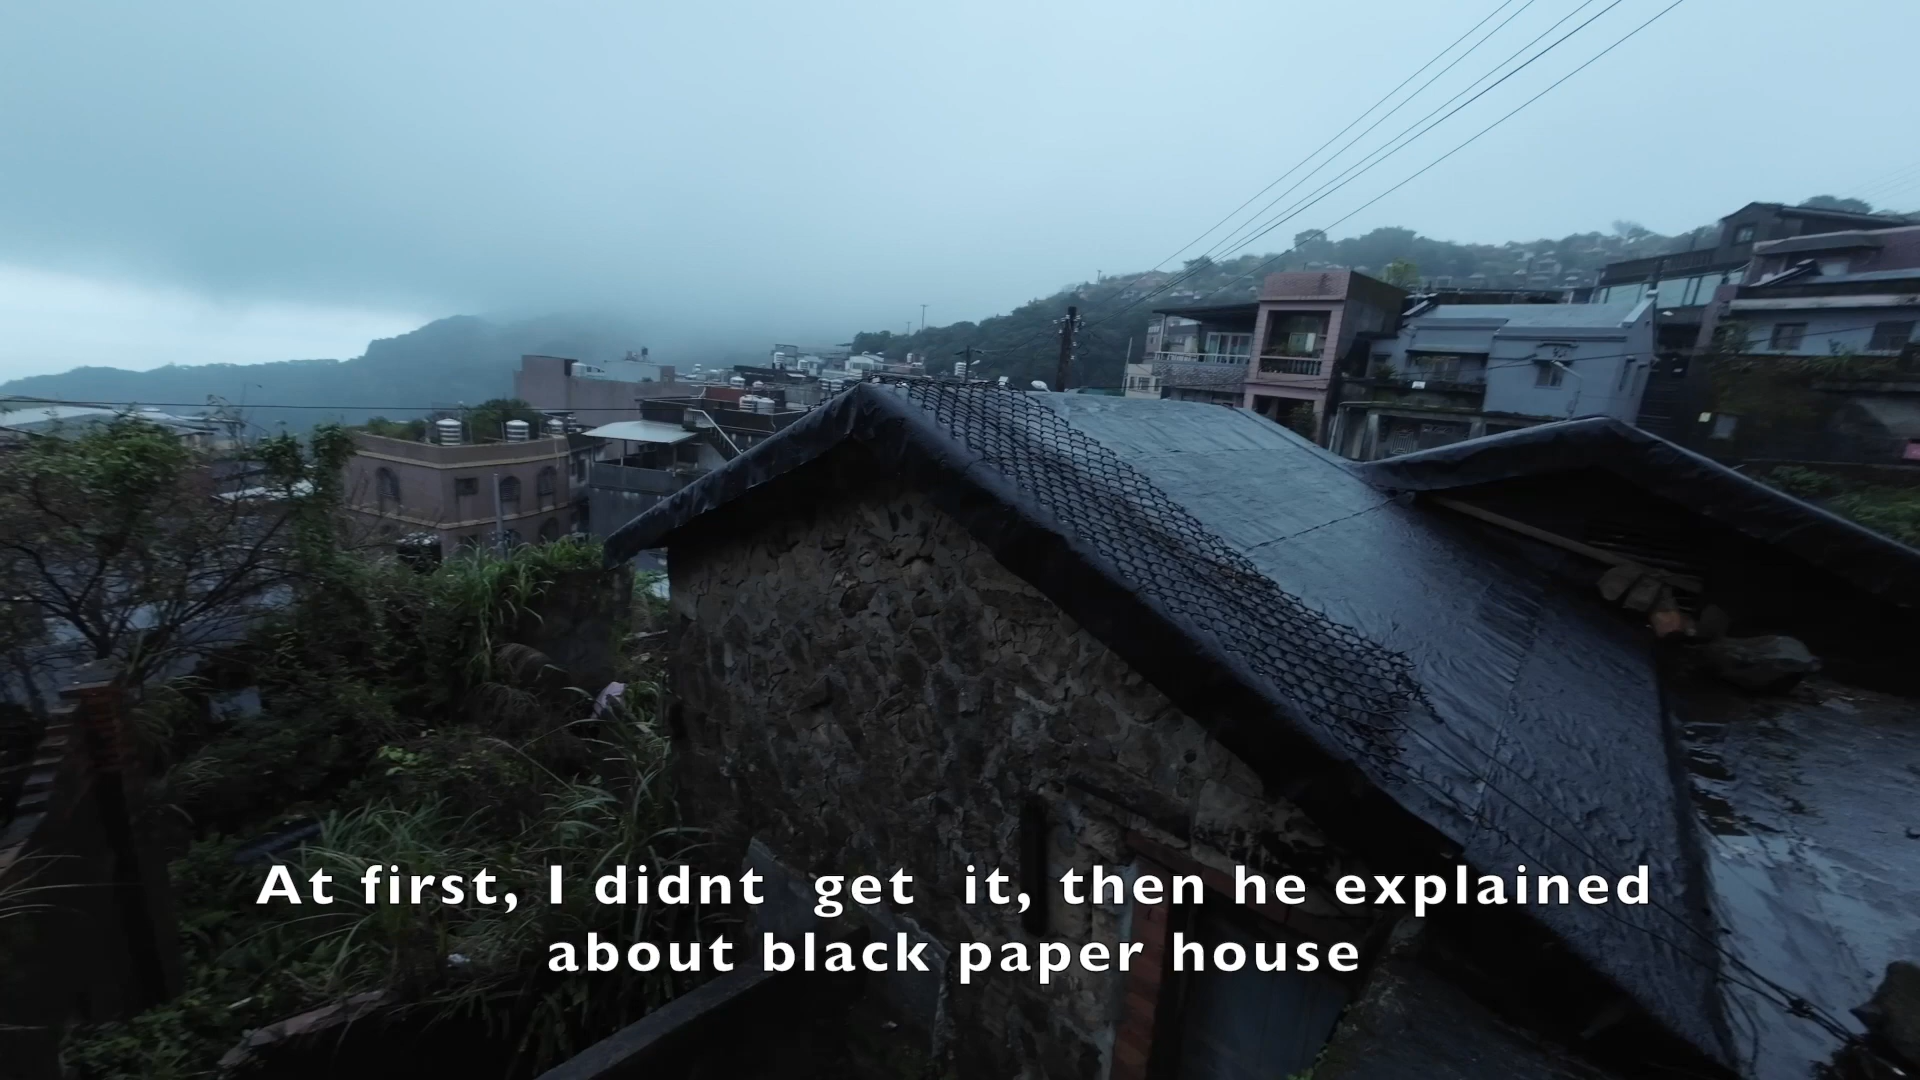 At first, I didnt  get  it, then he explained
about black paper house